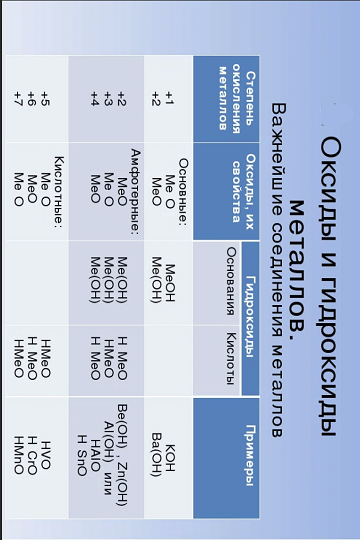 Оксиды и гидроксиды
металлов.
Важнейшие соединения металлов
Степень
окисления
металлов
Оксиды, их
свойства
Гидроксиды
Основания
Кислоты
Примеры
Основные:
+1
Me O
MeOH
KOH
+2
MeO
Me(OH)
Ba(OH)
Амфотерные:
+2
MeO
Me(OH)
H MeO
Be(OH) , Zn(OH)
+3
Me O
Me(OH)
HMeO
Al(OH) или
HAlO
+4
MeO
Me(OH)
H MeO
H SnO
Кислотные:
+5
Me O
HMeO
HVO
+6
MeO
H MeO
H CrO
+7
Me O
HMeO
HMnO